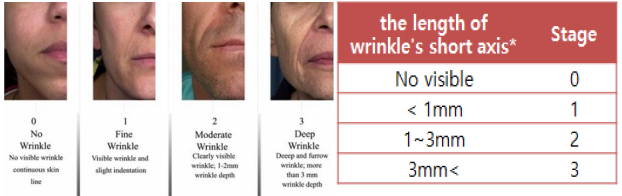 0
No
Wrinkle
No visible wrinkle
continuous skin
line
1
Fine
Wrinkle
Visible wrinkle and
slight indentation
2
Moderate
Wrinkle
Clearly visible
wrinkle; 1-2mm
wrinkle depth
3
Deep
Wrinkle
Deeep and furrow
wrinkle; more
than 3 mm
wrinkle depth
the length of
wrinkle's short axis*
Stage
No visible
0
< 1mm
1
1~3mm
2
3mm<
3